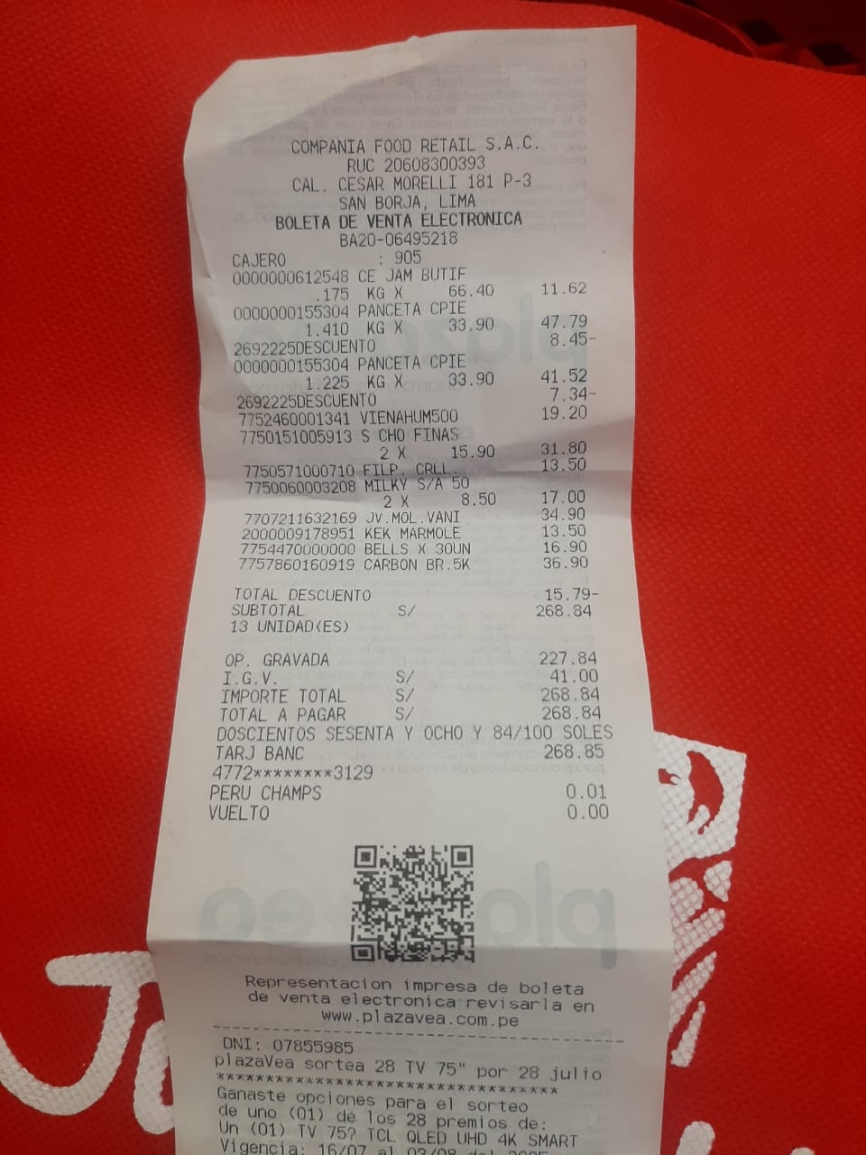 COMPANIA FOOD RETAIL S.A.C.
RUC 20608300393
CAL. CESAR MORELLI 181 P-3
SAN BORJA, LIMA
BOLETA DE VENTA ELECTRONICA
BA20-06495218
CAJERO : 905
0000000612548 CE JAM BUTIF
.175 KG X 66.40 11.62
0000000155304 PANCETA CPIE
1.410 KG X 33.90 47.79
2692225DESCUENTO 8.45-
0000000155304 PANCETA CPIE
1.225 KG X 33.90 41.52
2692225DESCUENTO 7.34-
7752460001341 VIENAHUM500 19.20
7750151005913 S CHO FINAS
2 X 15.90 31.80
7750571000710 FILP. CRLL. 13.50
7750060003208 MILKY S/A 50
2 X 8.50 17.00
7707211632169 JV.MOL.VANI 34.90
2000009178951 KEK MARMOLE 13.50
7754470000000 BELLS X 30UN 16.90
7757860160919 CARBON BR.5K 36.90
TOTAL DESCUENTO 15.79-
SUBTOTAL S/ 268.84
13 UNIDAD(ES)
OP. GRAVADA 227.84
I.G.V. S/ 41.00
IMPORTE TOTAL S/ 268.84
TOTAL A PAGAR S/ 268.84
DOSCIENTOS SESENTA Y OCHO Y 84/100 SOLES
TARJ BANC 268.85
4772********3129
PERU CHAMPS 0.01
VUELTO 0.00
Representacion impresa de boleta
de venta electronica revisarla en
www.plazavea.com.pe
DNI: 07855985
plazaVea sortea 28 TV 75" por 28 julio
***********************************
Ganaste opciones para el sorteo
de uno (01) de los 28 premios de:
Un (01) TV 75? TCL QLED UHD 4K SMART
Vigencia: 16/07 al 03/08 del